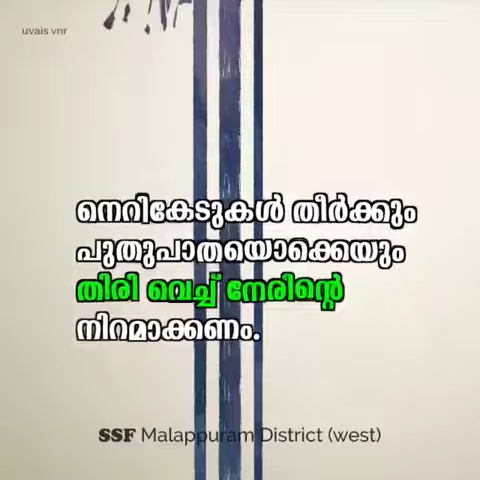 uvais vnr
നെറികേടുകൾ തീർക്കും
പുതുപാതയൊക്കെയും
തിരി വെച്ച് നേരിന്റെ
നിറമാക്കണം.
SSF Malappuram District (west)